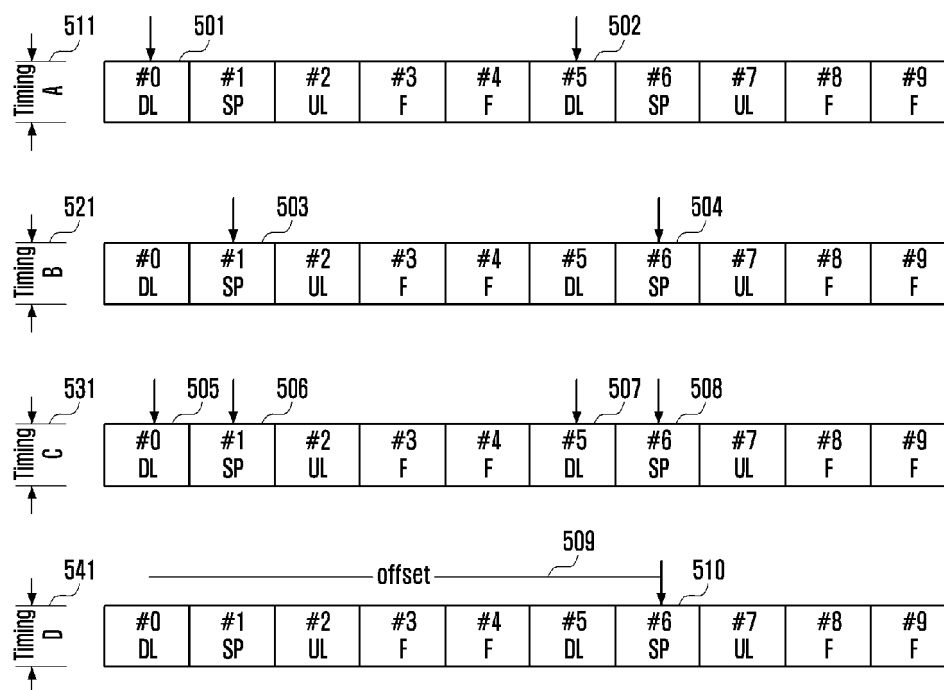 511 501 502
Timing A
#0 #1 #2 #3 #4 #5 #6 #7 #8 #9
DL SP UL F F DL SP UL F F
521 503 504
Timing B
#0 #1 #2 #3 #4 #5 #6 #7 #8 #9
DL SP UL F F DL SP UL F F
531 505 506 507 508
Timing C
#0 #1 #2 #3 #4 #5 #6 #7 #8 #9
DL SP UL F F DL SP UL F F
509
541 offset 510
Timing D
#0 #1 #2 #3 #4 #5 #6 #7 #8 #9
DL SP UL F F DL SP UL F F